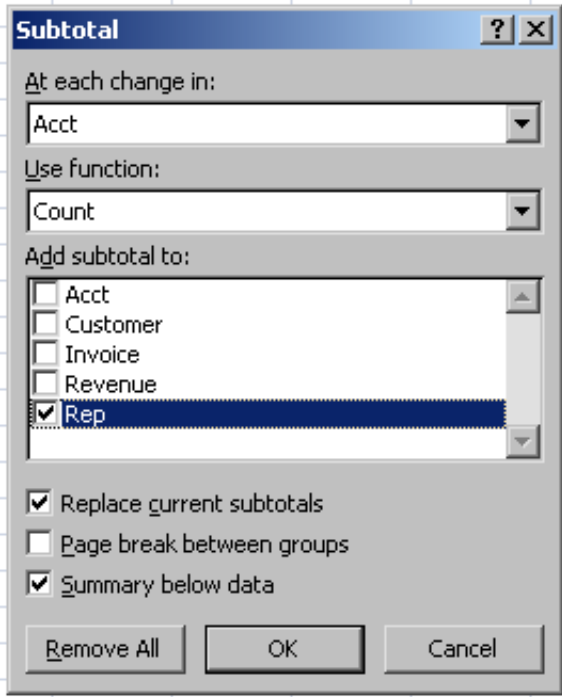 Subtotal
At each change in:
Acct
Use function:
Count
Add subtotal to:
Acct
Customer
Invoice
Revenue
Rep
Replace current subtotals
Page break between groups
Summary below data
Remove All OK Cancel